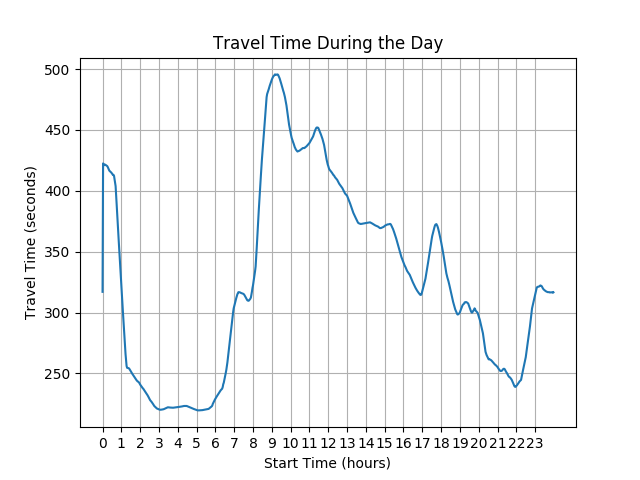 Travel Time During the Day
Travel Time (seconds)
500
450
400
350
300
250
0 1 2 3 4 5 6 7 8 9 10 11 12 13 14 15 16 17 18 19 20 21 22 23
Start Time (hours)